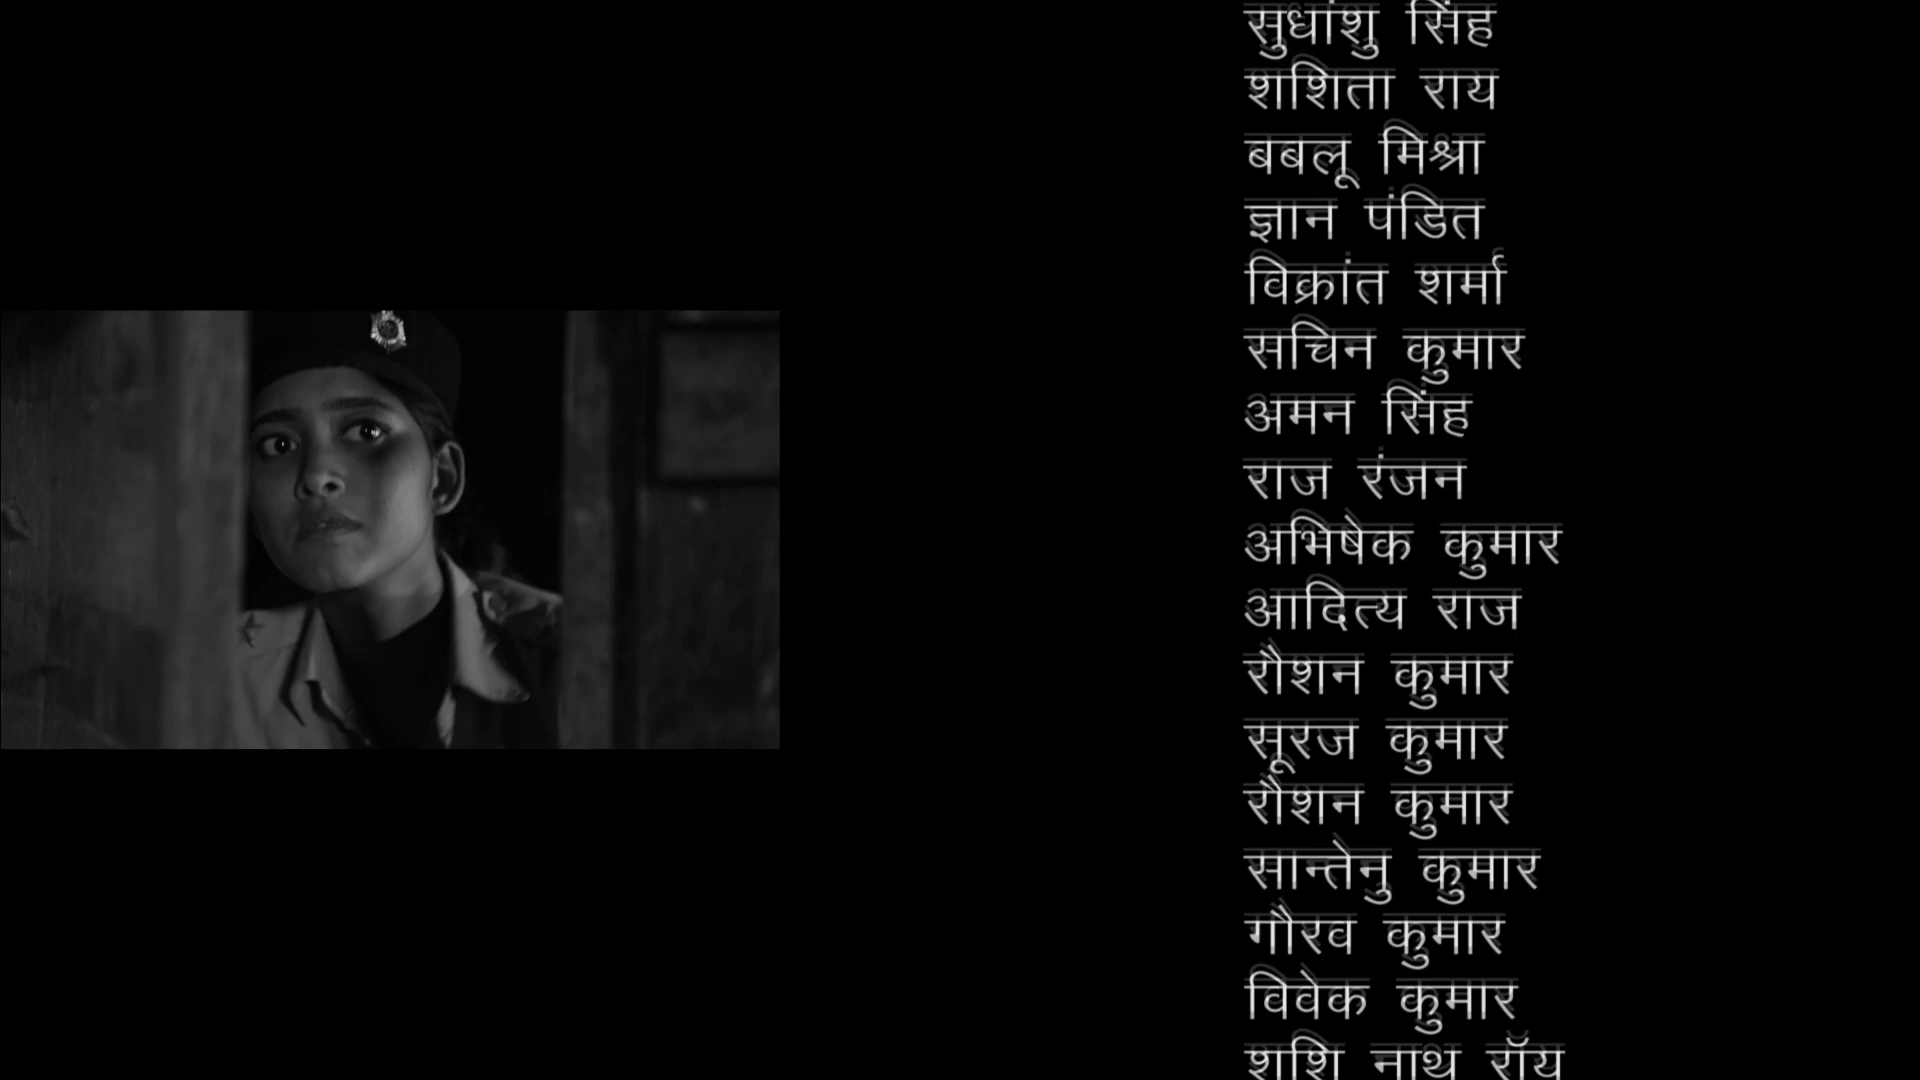 सुधांशु सिंह
शशिता राय
बबलू मिश्रा
ज्ञान पंडित
विक्रांत शर्मा
सचिन कुमार
अमन सिंह
राज रंजन
अभिषेक कुमार
आदित्य राज
रौशन कुमार
सूरज कुमार
रौशन कुमार
सान्तेनु कुमार
गौरव कुमार
विवेक कुमार
शशि नाथ रॉय